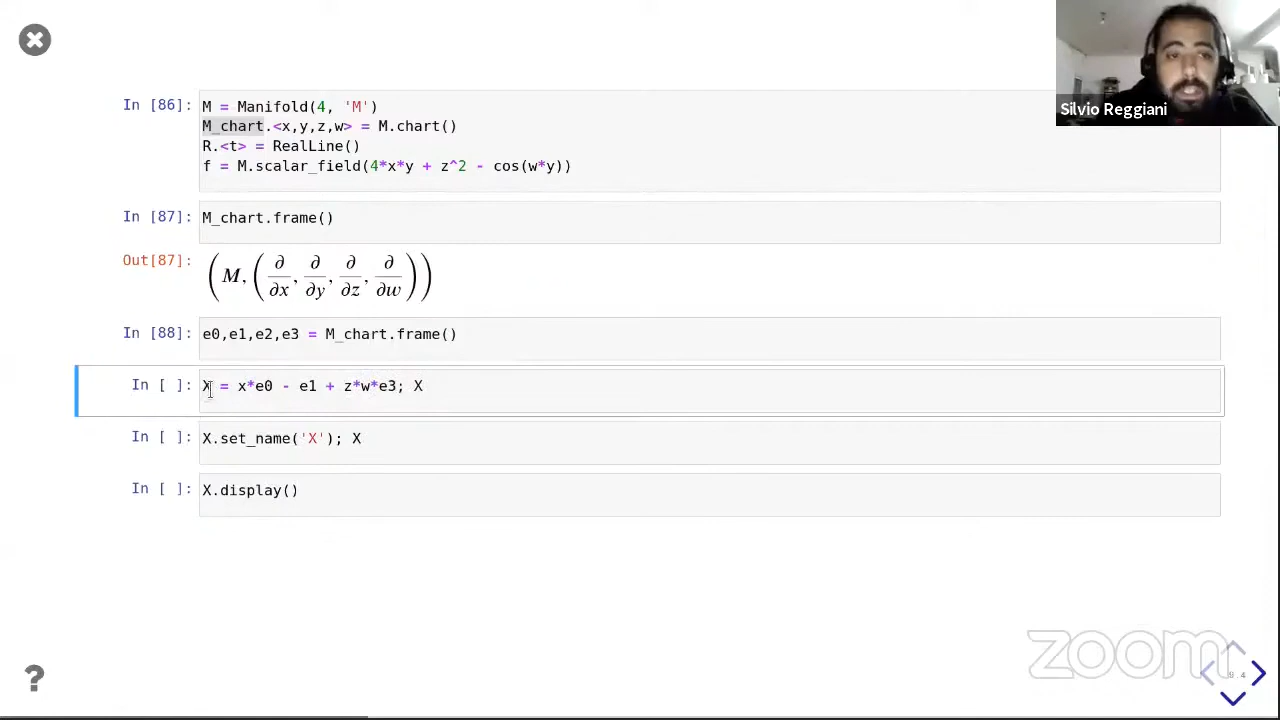 Silvio Reggiani
In [86]: M = Manifold(4, 'M')
M_chart.<x,y,z,w> = M.chart()
R.<t> = RealLine()
f = M.scalar_field(4*x*y + z^2 - cos(w*y))
In [87]: M_chart.frame()
Out[87]: (M, (∂/∂x, ∂/∂y, ∂/∂z, ∂/∂w))
In [88]: e0,e1,e2,e3 = M_chart.frame()
In [ ]: X = x*e0 - e1 + z*w*e3; X
In [ ]: X.set_name('X'); X
In [ ]: X.display()
zoom
?